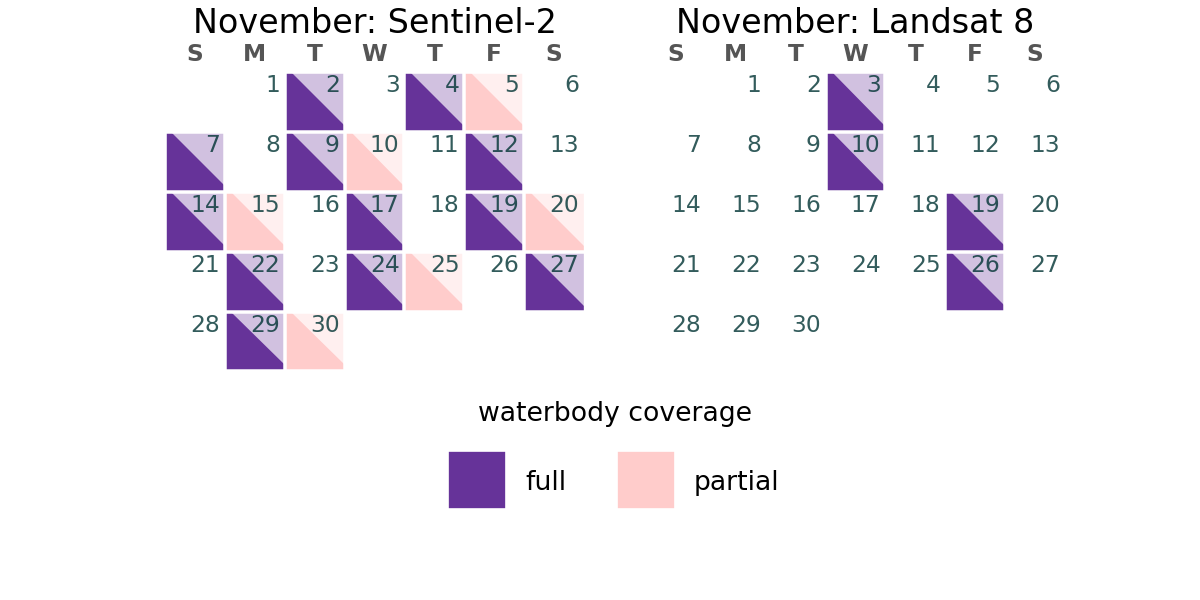 November: Sentinel-2
S M T W T F S
1 2 3 4 5 6
7 8 9 10 11 12 13
14 15 16 17 18 19 20
21 22 23 24 25 26 27
28 29 30
November: Landsat 8
S M T W T F S
1 2 3 4 5 6
7 8 9 10 11 12 13
14 15 16 17 18 19 20
21 22 23 24 25 26 27
28 29 30
waterbody coverage
full partial